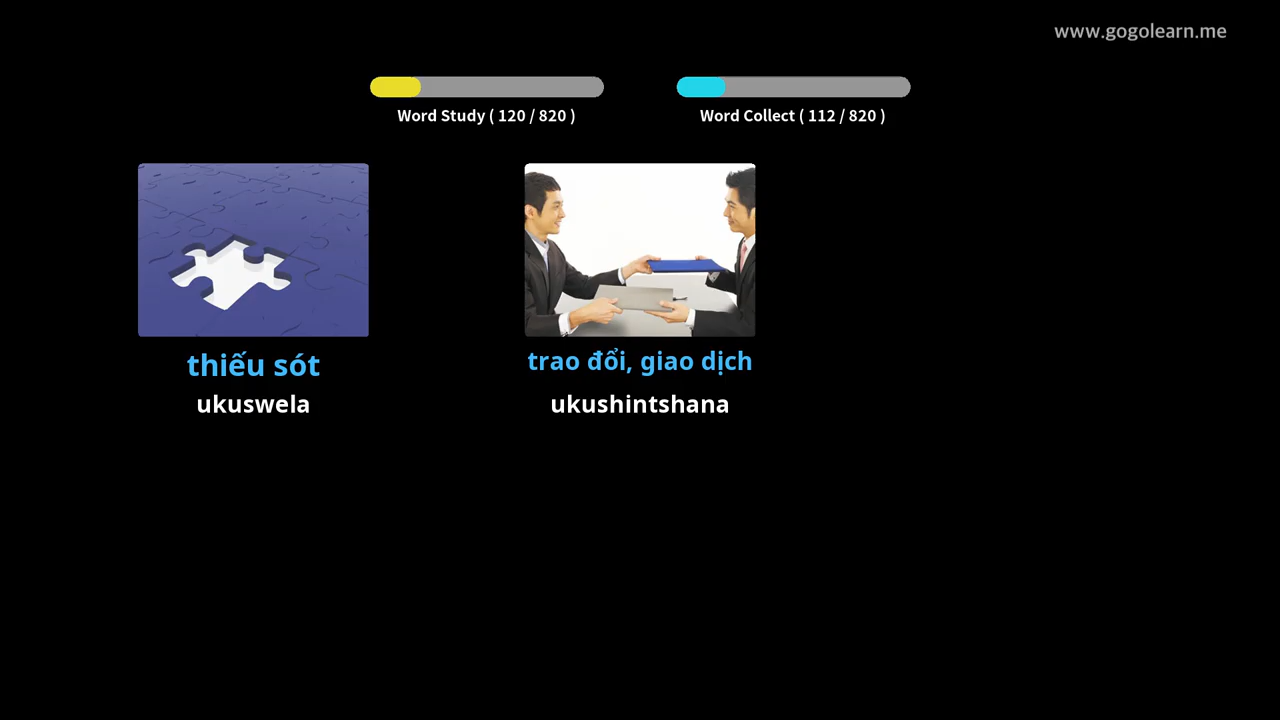 www.gogolearn.me
Word Study ( 120 / 820 )
Word Collect ( 112 / 820 )
thiếu sót
ukuswela
trao đổi, giao dịch
ukushintshana